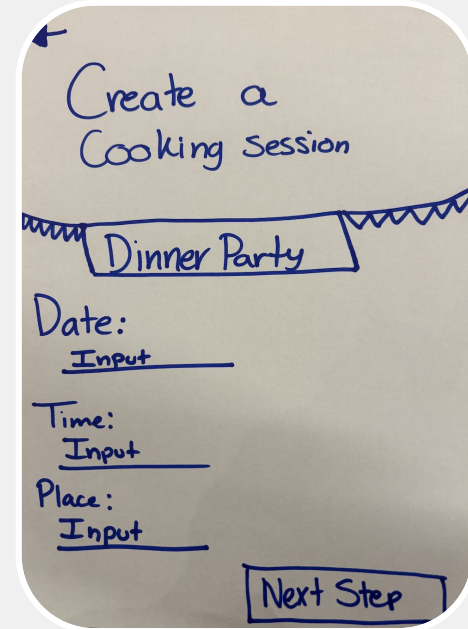 Create a
Cooking Session
Dinner Party
Date:
Input
Time:
Input
Place:
Input
Next Step